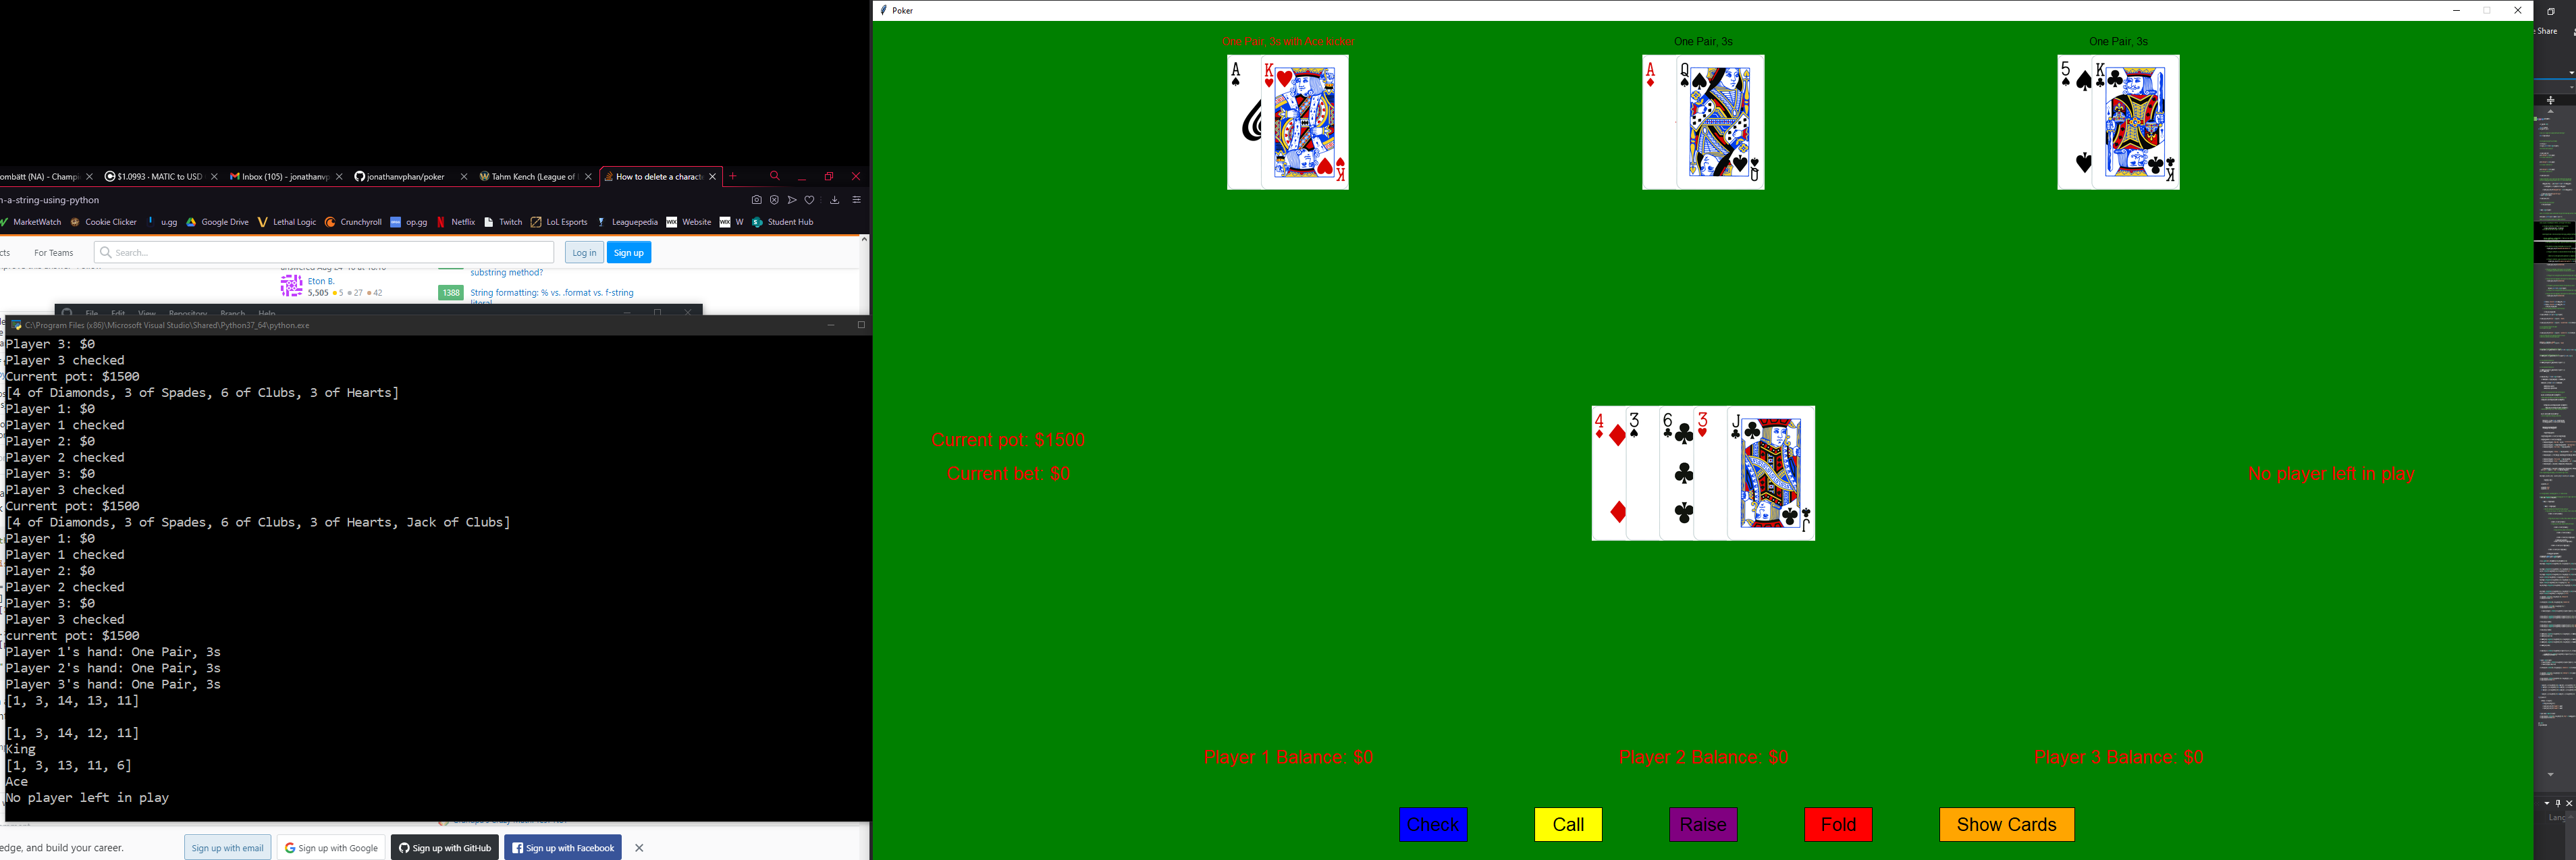 Poker
One Pair, 3s with Ace kicker
One Pair, 3s
One Pair, 3s
A
K
K
A
Q
Q
5
K
K
ombätt (NA) - Champi
$1.0993 · MATIC to USD
Inbox (105) - jonathanvp
jonathanvphan/poker
Tahm Kench (League of
How to delete a characte
n-a-string-using-python
MarketWatch
Cookie Clicker
u.gg
Google Drive
Lethal Logic
Crunchyroll
op.gg
Netflix
Twitch
LoL Esports
Leaguepedia
Website
W
Student Hub
cts
For Teams
Search...
Log in
Sign up
Eton B.
5,505 5 27 42
substring method?
1388
String formatting: % vs. .format vs. f-string
File Edit View Repository Branch Help
C:\Program Files (x86)\Microsoft Visual Studio\Shared\Python37_64\python.exe
Player 3: $0
Player 3 checked
Current pot: $1500
[4 of Diamonds, 3 of Spades, 6 of Clubs, 3 of Hearts]
Player 1: $0
Player 1 checked
Player 2: $0
Player 2 checked
Player 3: $0
Player 3 checked
Current pot: $1500
[4 of Diamonds, 3 of Spades, 6 of Clubs, 3 of Hearts, Jack of Clubs]
Player 1: $0
Player 1 checked
Player 2: $0
Player 2 checked
Player 3: $0
Player 3 checked
current pot: $1500
Player 1's hand: One Pair, 3s
Player 2's hand: One Pair, 3s
Player 3's hand: One Pair, 3s
[1, 3, 14, 13, 11]
[1, 3, 14, 12, 11]
King
[1, 3, 13, 11, 6]
Ace
No player left in play
edge, and build your career.
Sign up with email
Sign up with Google
Sign up with GitHub
Sign up with Facebook
4
3
6
3
J
J
Current pot: $1500
Current bet: $0
No player left in play
Player 1 Balance: $0
Player 2 Balance: $0
Player 3 Balance: $0
Check
Call
Raise
Fold
Show Cards
Share
Lang